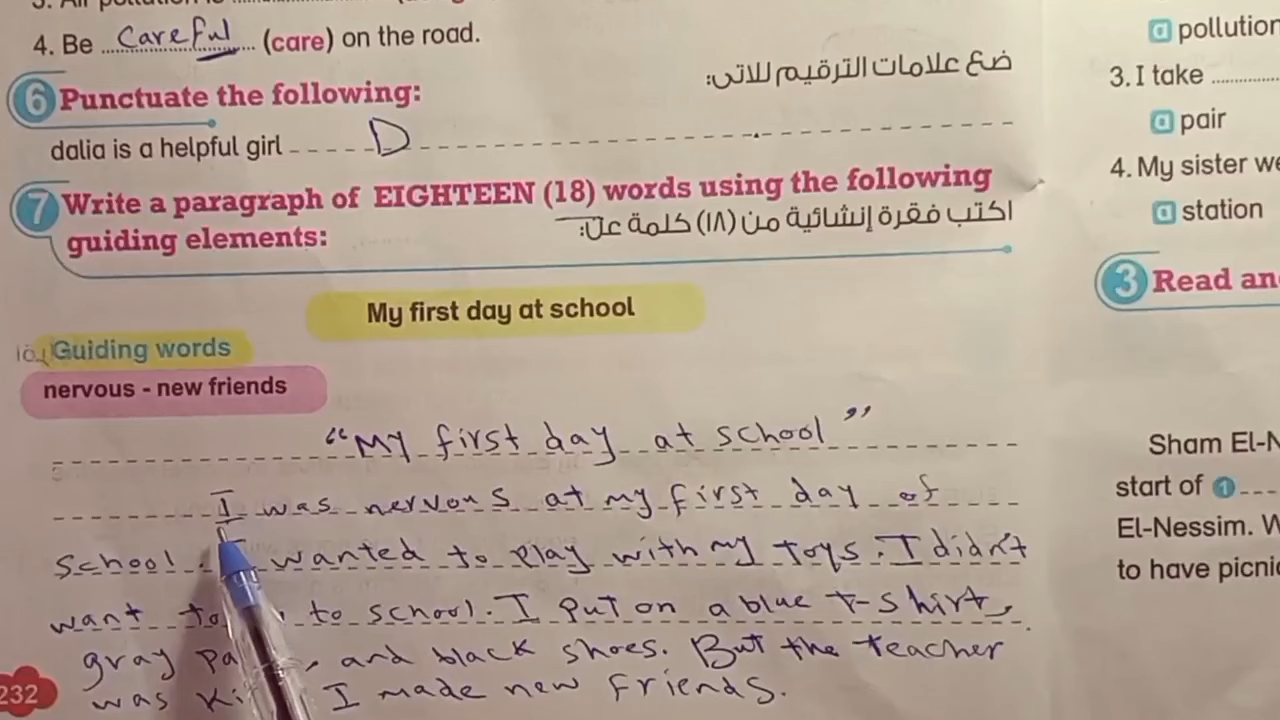 4. Be careful (care) on the road.
6 Punctuate the following:
ضع علامات الترقيم للاتى:
dalia is a helpful girl D
7 Write a paragraph of EIGHTEEN (18) words using the following
guiding elements:
اكتب فقرة إنشائية من (١٨) كلمة عن:
My first day at school
Guiding words
nervous - new friends
“My first day at school”
I was nervous at my first day of
school. I wanted to play with my toys. I didn't
want to to school. I put on a blue t-shirt,
gray , and black shoes. But the teacher
was I made new friends.
232
a pollution
3. I take
a pair
4. My sister
a station
3 Read
Sham El-
start of 1
El-Nessim.
to have